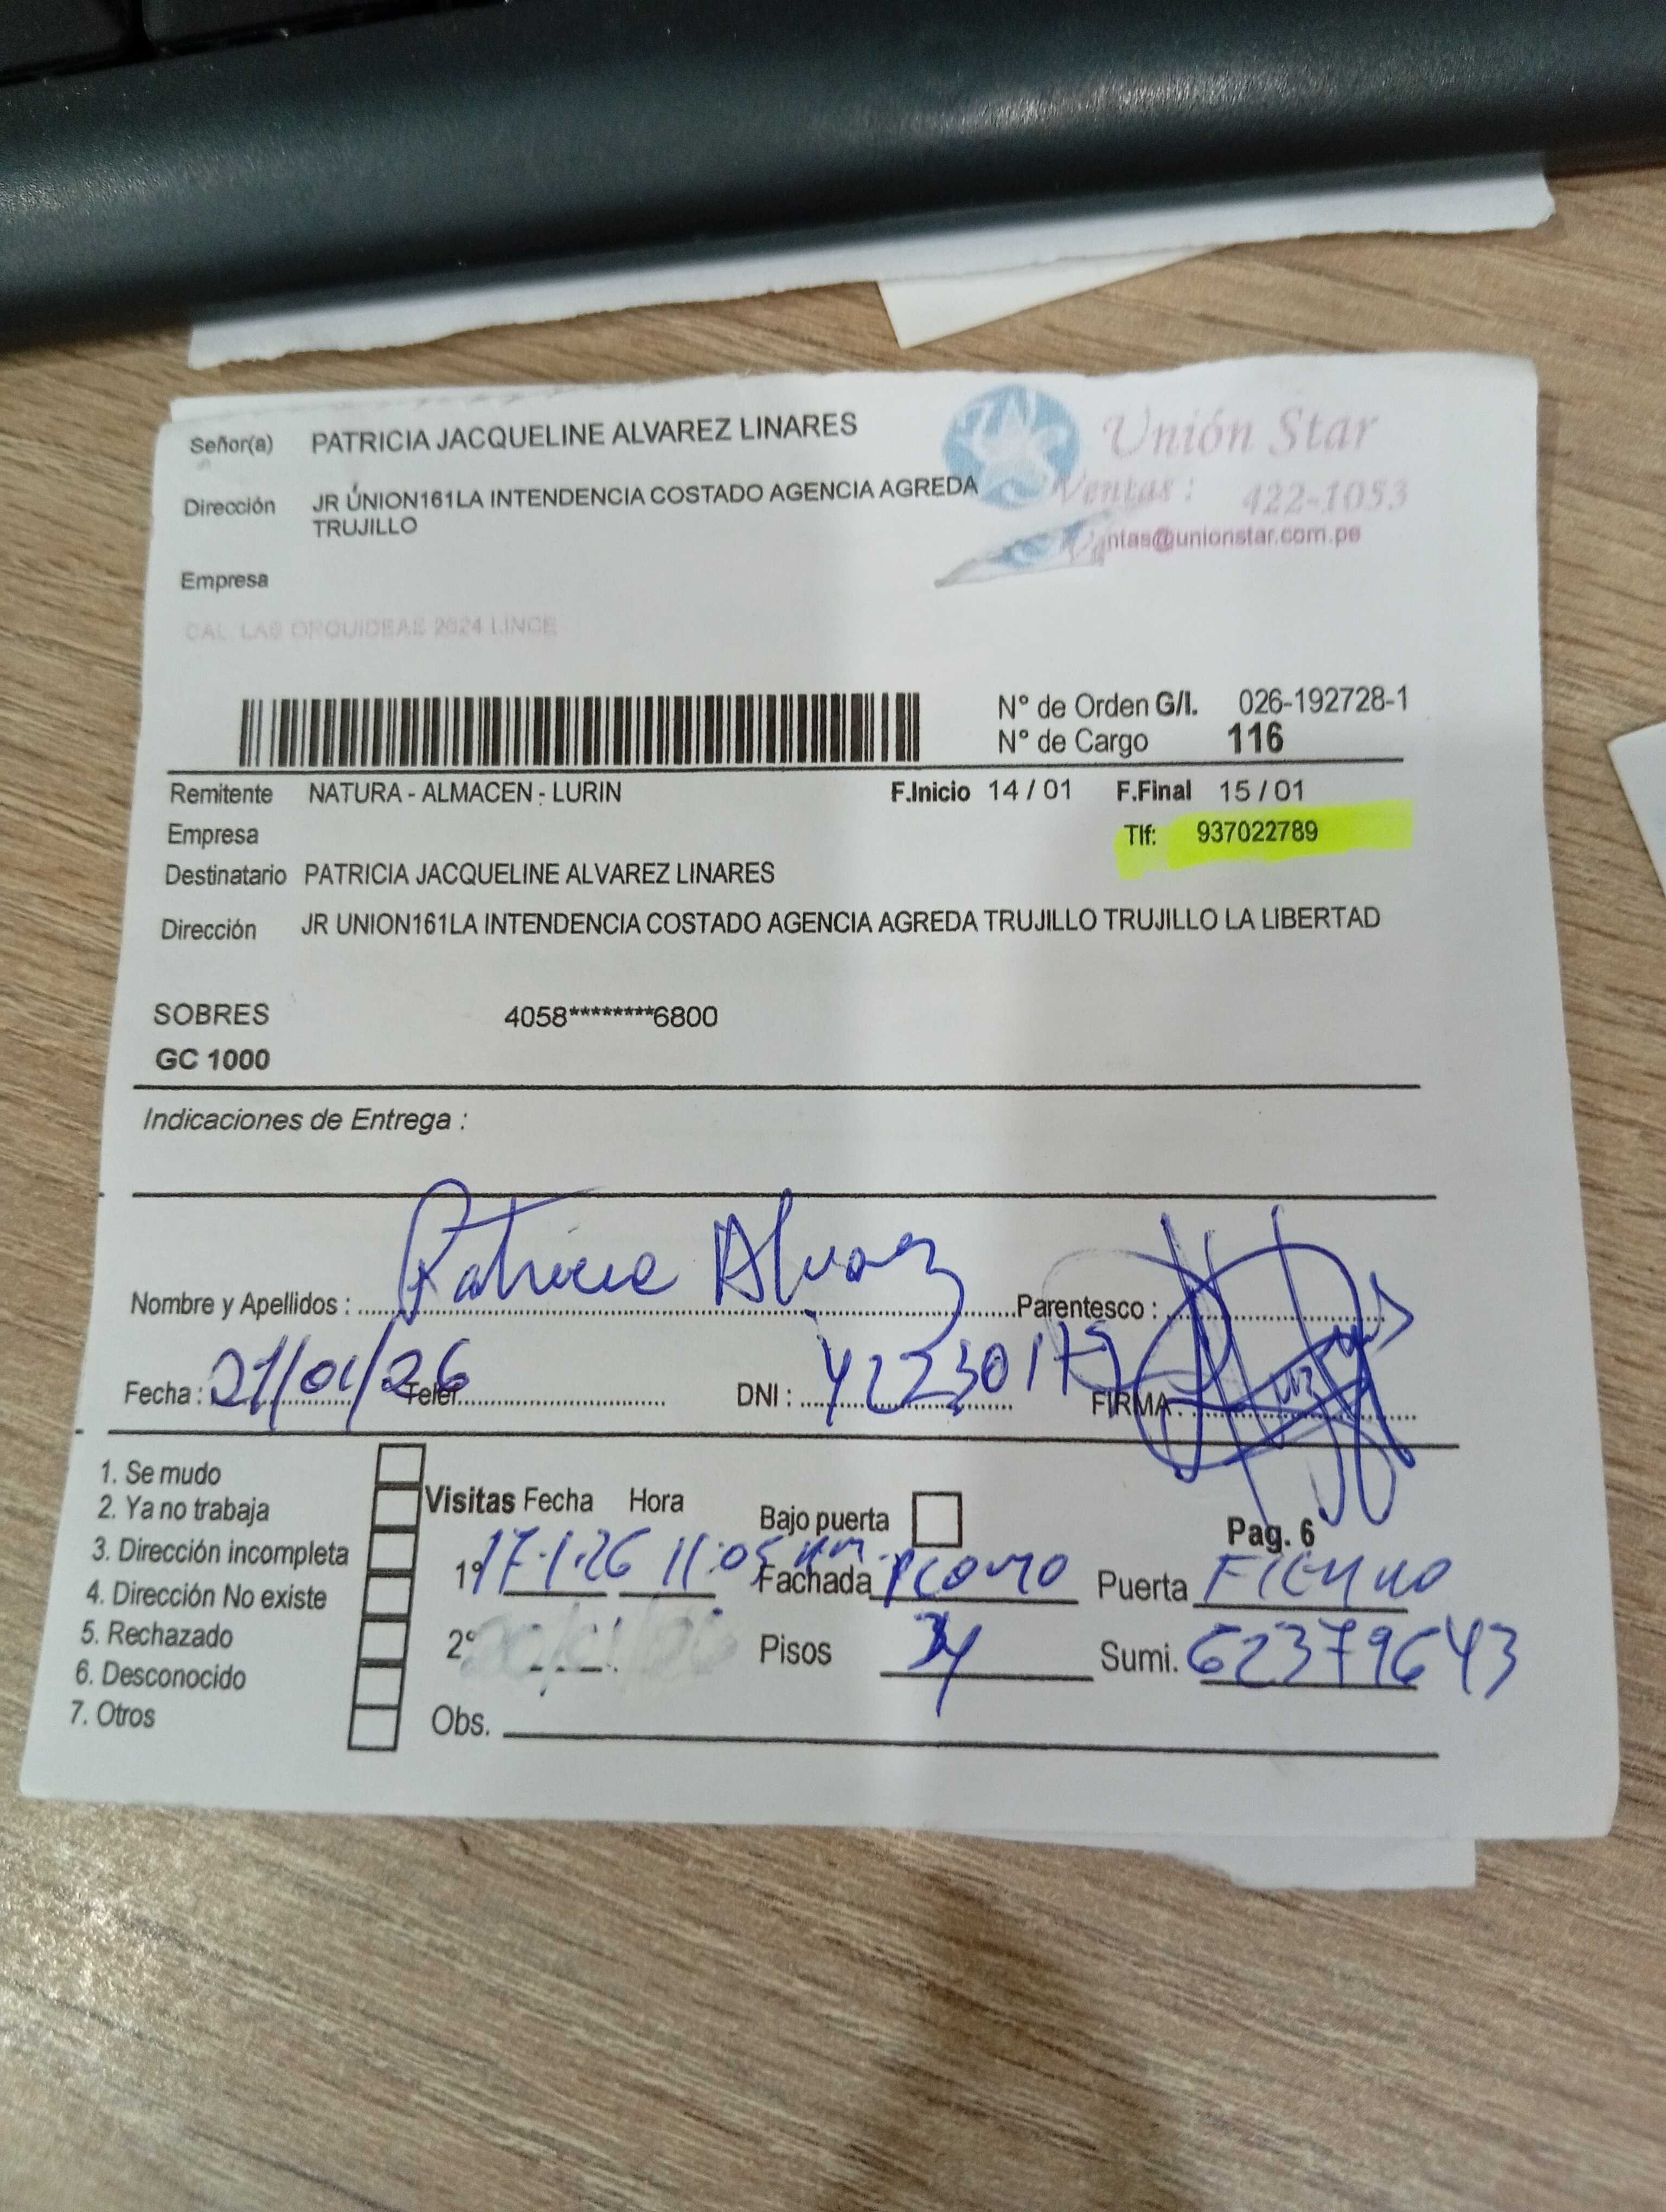 Señor(a) PATRICIA JACQUELINE ALVAREZ LINARES
Unión Star
Dirección JR UNION161LA INTENDENCIA COSTADO AGENCIA AGREDA
TRUJILLO
Ventas : 422-1053
ntas@unionstar.com.pe
Empresa
CAL. LAS ORQUIDEAS 2624 LINCE
N° de Orden G/I. 026-192728-1
N° de Cargo 116
Remitente NATURA - ALMACEN - LURIN F.Inicio 14 / 01 F.Final 15 / 01
Empresa Tlf: 937022789
Destinatario PATRICIA JACQUELINE ALVAREZ LINARES
Dirección JR UNION161LA INTENDENCIA COSTADO AGENCIA AGREDA TRUJILLO TRUJILLO LA LIBERTAD
SOBRES 4058********6800
GC 1000
Indicaciones de Entrega :
Nombre y Apellidos : Patricia Alvarez Parentesco :
Fecha : 21/01/26 Telef. DNI : FIRMA :
1. Se mudo
2. Ya no trabaja
3. Dirección incompleta
4. Dirección No existe
5. Rechazado
6. Desconocido
7. Otros
Visitas Fecha Hora Bajo puerta Pag. 6
1° 17-1-26 11:05 Fachada Puerta
2° Pisos Sumi. 62379643
Obs.